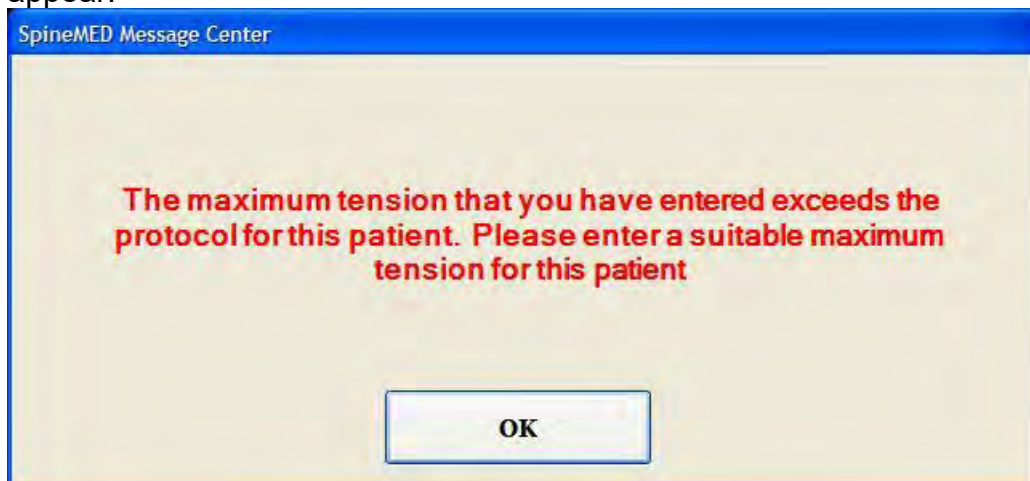 appear:
SpineMED Message Center
The maximum tension that you have entered exceeds the
protocol for this patient. Please enter a suitable maximum
tension for this patient
OK